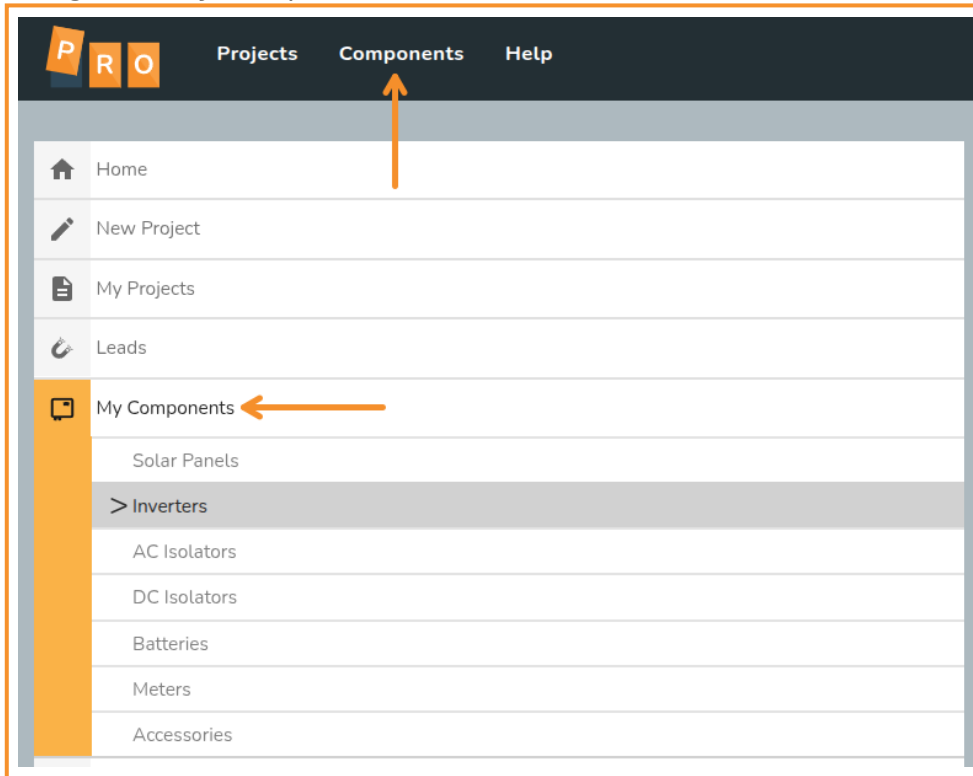 PRO Projects Components Help
Home
New Project
My Projects
Leads
My Components
Solar Panels
> Inverters
AC Isolators
DC Isolators
Batteries
Meters
Accessories